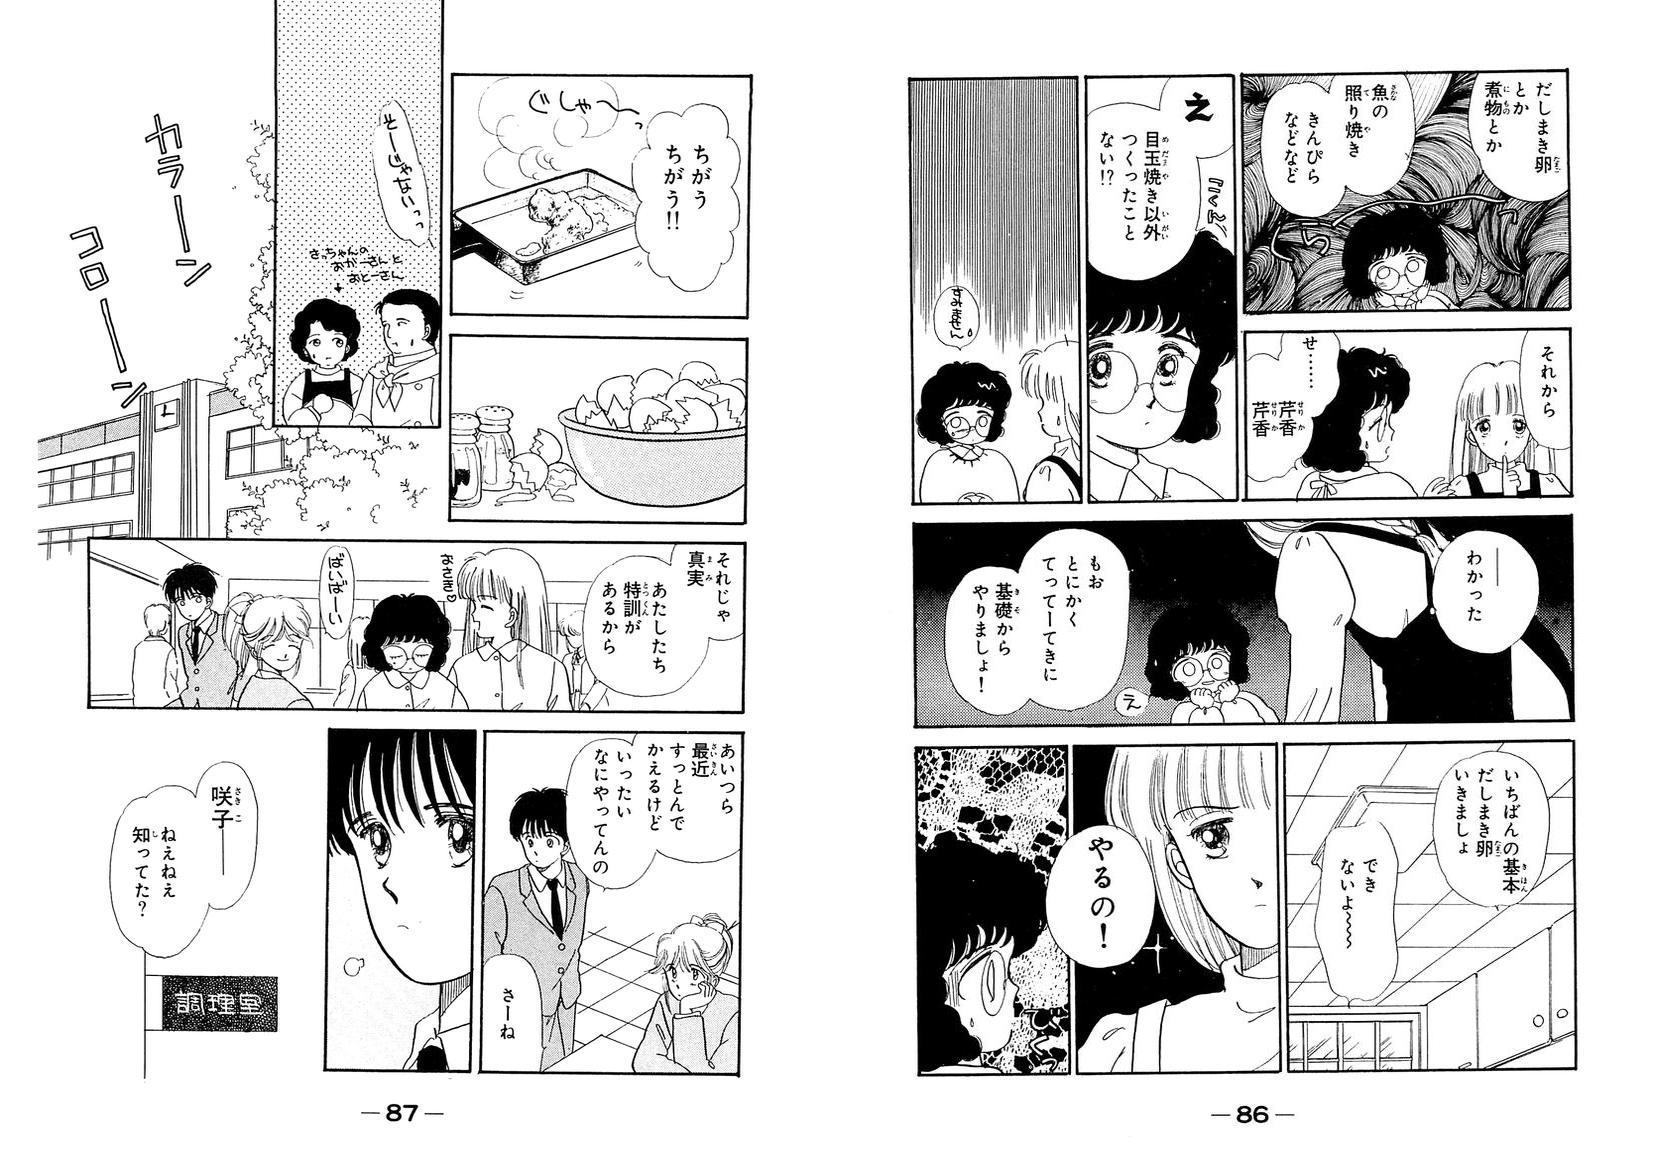 だしまき卵
とか
煮物とか
魚の
照り焼き
きんぴら
などなど
くらっ
それから
せ……
芹香
芹香
え
こくん
目玉焼き以外
つくったこと
ない!?
すみません
——わかった
もお
とにかく
てってーてきに
基礎から
やりましょ!
え
いちばんの基本
だしまき卵
いきましょ
でき
ないよ〜〜〜
やるの!
—86—
ちがう
ちがう!!
ぐしゃ〜〜っ
そーじゃないっっ
さっちゃんの
おかーさんと
おとーさん
カラーーン
コローーン
それじゃ
真実
あたしたち
特訓が
あるから
おさき♡
ばいばーい
あいつら
最近
すっとんで
かえるけど
いったい
なにやってんの
さーね
咲子——
ねえねえ
知ってた?
調理室
—87—